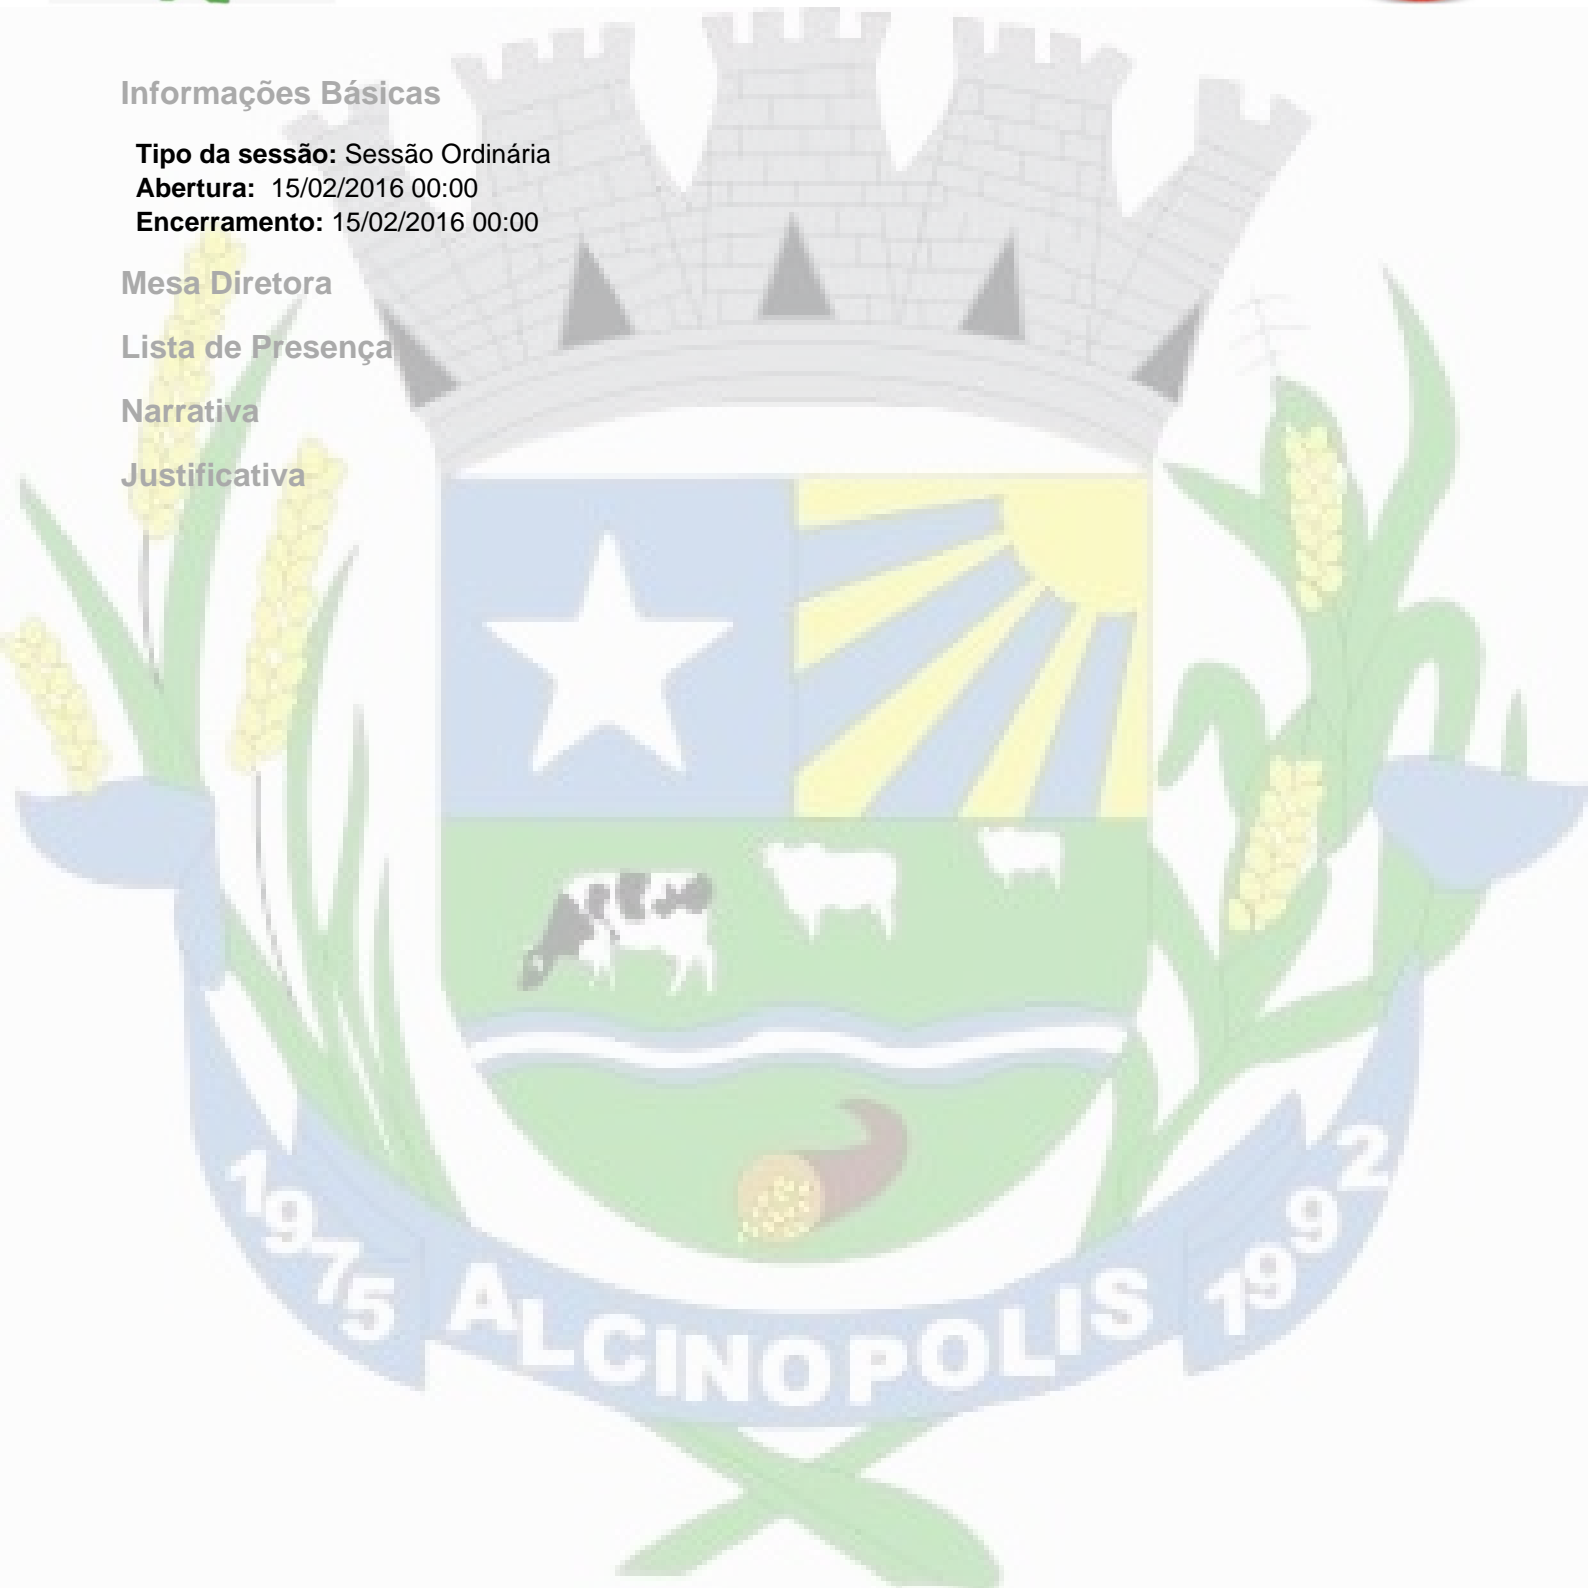 Informações Básicas
Tipo da sessão: Sessão Ordinária
Abertura: 15/02/2016 00:00
Encerramento: 15/02/2016 00:00
Mesa Diretora
Lista de Presença
Narrativa
Justificativa
1975 ALCINOPOLIS 1992